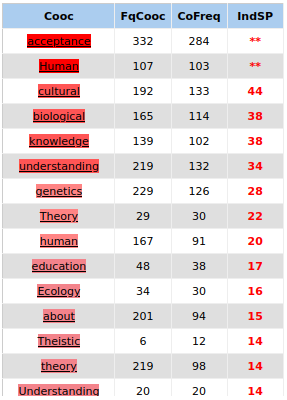 Cooc FqCooc CoFreq IndSP
acceptance 332 284 **
Human 107 103 **
cultural 192 133 44
biological 165 114 38
knowledge 139 102 38
understanding 219 132 34
genetics 229 126 28
Theory 29 30 22
human 167 91 20
education 48 38 17
Ecology 34 30 16
about 201 94 15
Theistic 6 12 14
theory 219 98 14
Understanding 20 20 14